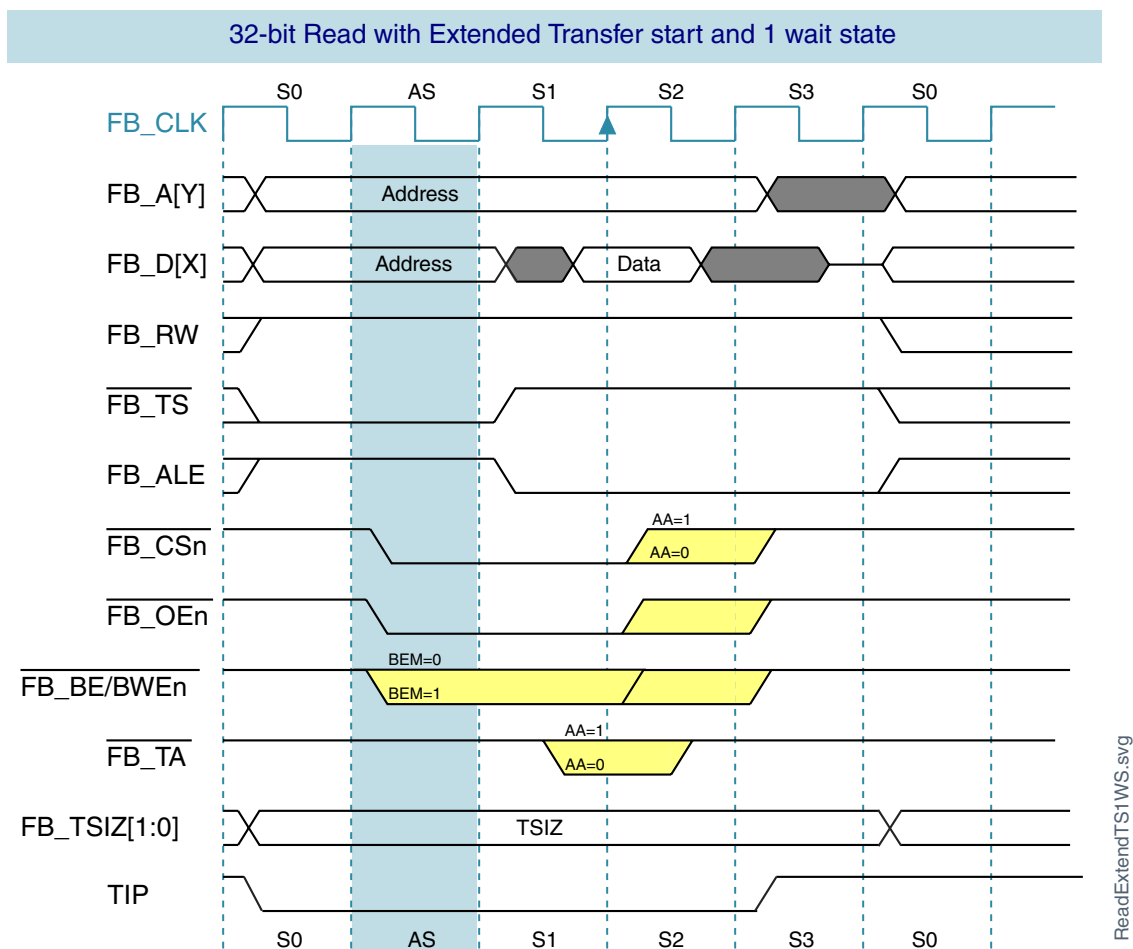 32-bit Read with Extended Transfer start and 1 wait state
S0 AS S1 S2 S3 S0
FB_CLK
FB_A[Y] Address
FB_D[X] Address Data
FB_RW
FB_TS
FB_ALE
AA=1
FB_CSn AA=0
FB_OEn
BEM=0
FB_BE/BWEn BEM=1
AA=1
FB_TA AA=0
FB_TSIZ[1:0] TSIZ
TIP
S0 AS S1 S2 S3 S0
ReadExtendTS1WS.svg